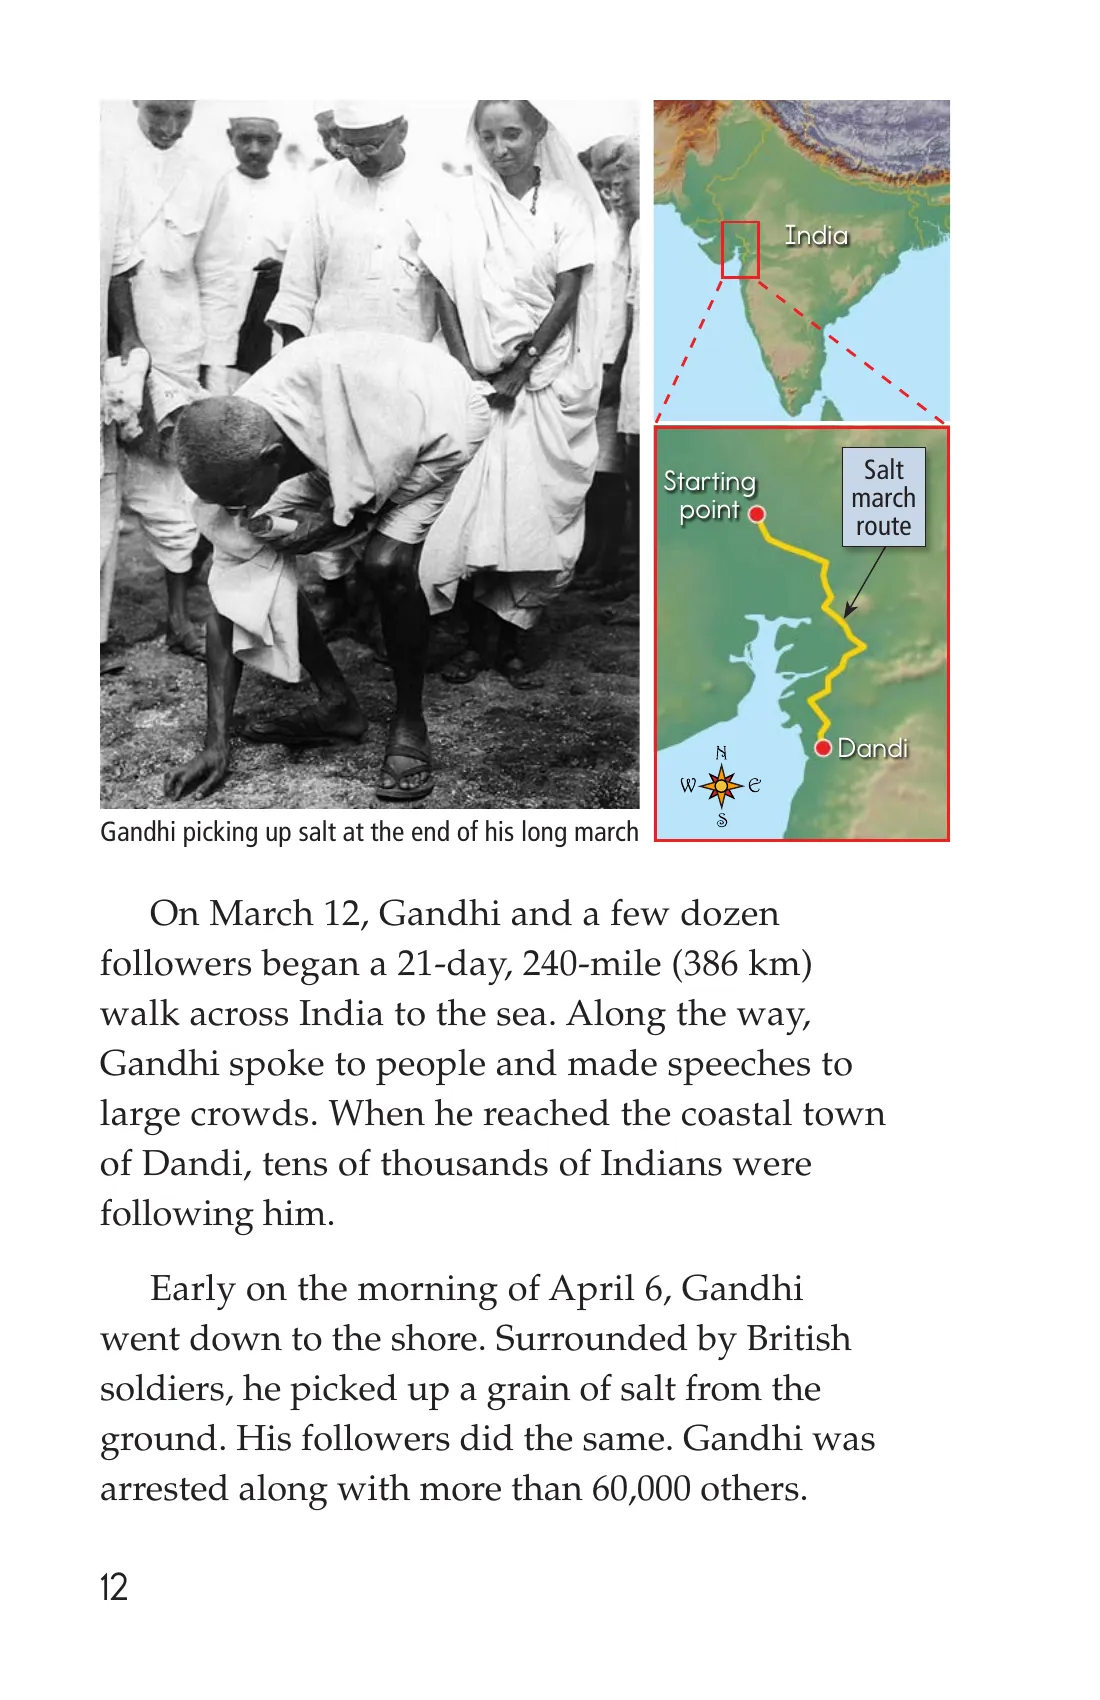 India
Starting
point
Salt
march
route
Dandi
N
W
E
S
Gandhi picking up salt at the end of his long march
On March 12, Gandhi and a few dozen
followers began a 21-day, 240-mile (386 km)
walk across India to the sea. Along the way,
Gandhi spoke to people and made speeches to
large crowds. When he reached the coastal town
of Dandi, tens of thousands of Indians were
following him.
Early on the morning of April 6, Gandhi
went down to the shore. Surrounded by British
soldiers, he picked up a grain of salt from the
ground. His followers did the same. Gandhi was
arrested along with more than 60,000 others.
12